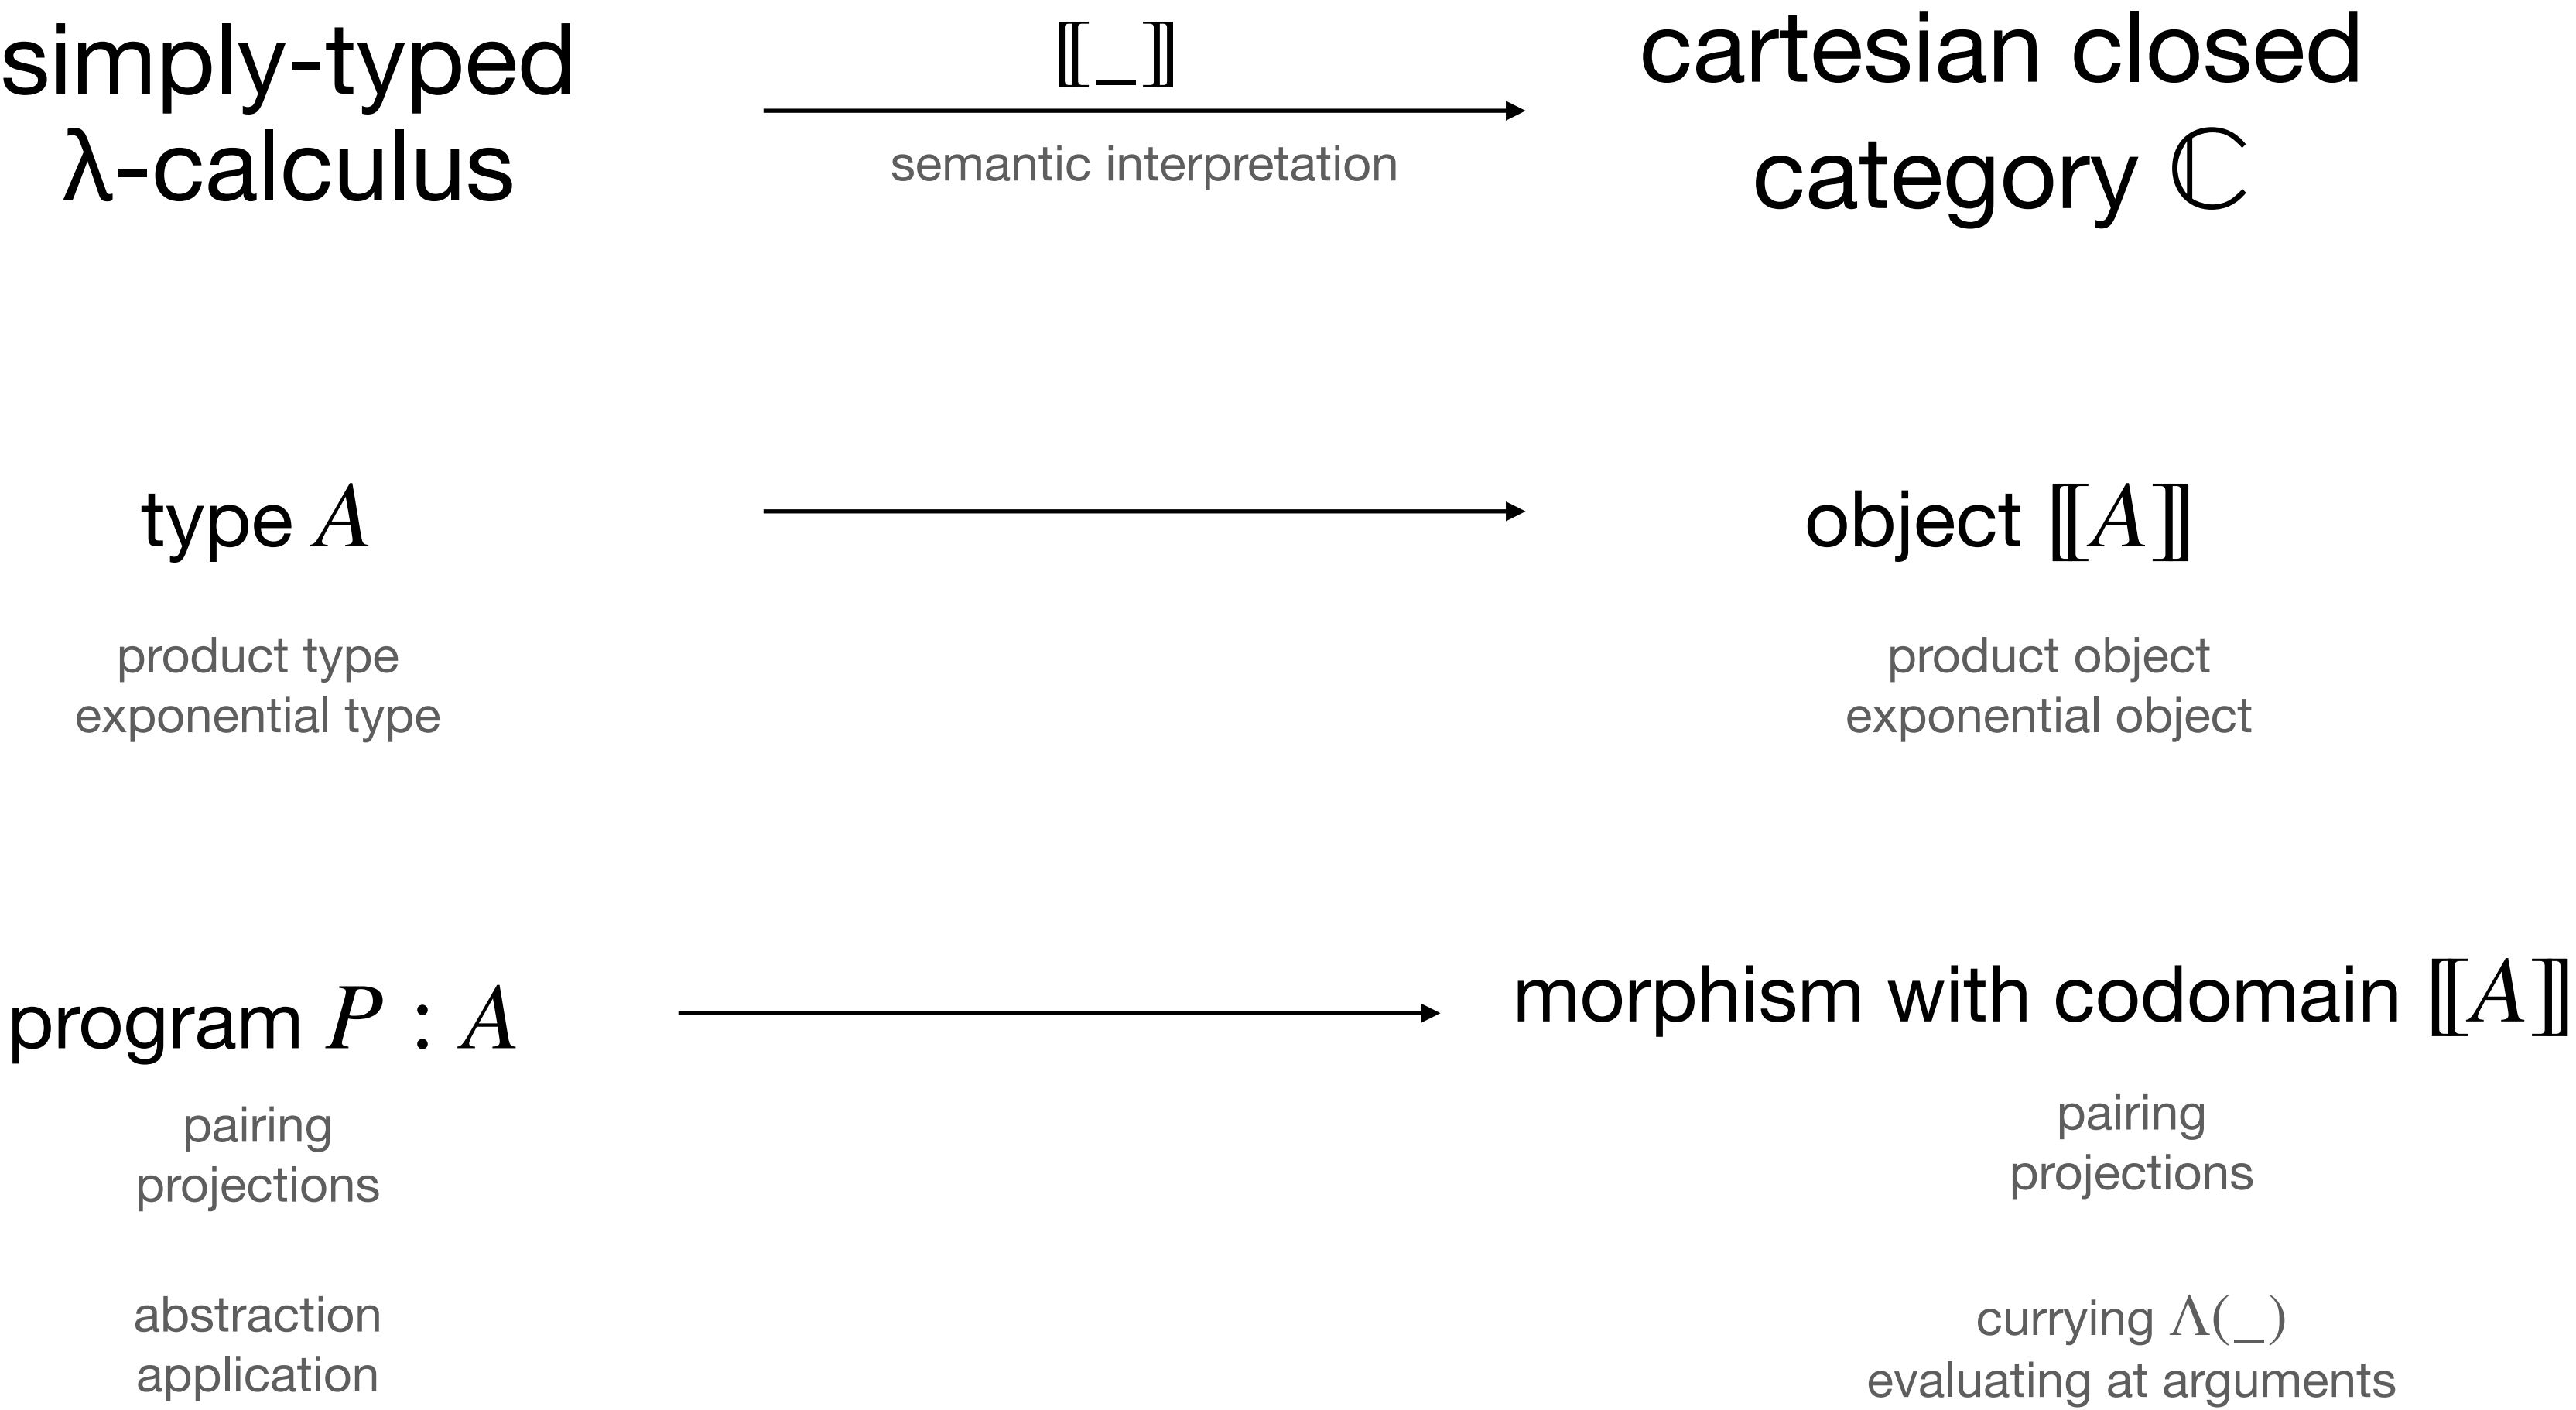 simply-typed
λ-calculus
⟦_⟧
semantic interpretation
cartesian closed
category ℂ
type A
object ⟦A⟧
product type
exponential type
product object
exponential object
program P : A
morphism with codomain ⟦A⟧
pairing
projections
pairing
projections
abstraction
application
currying Λ(_)
evaluating at arguments